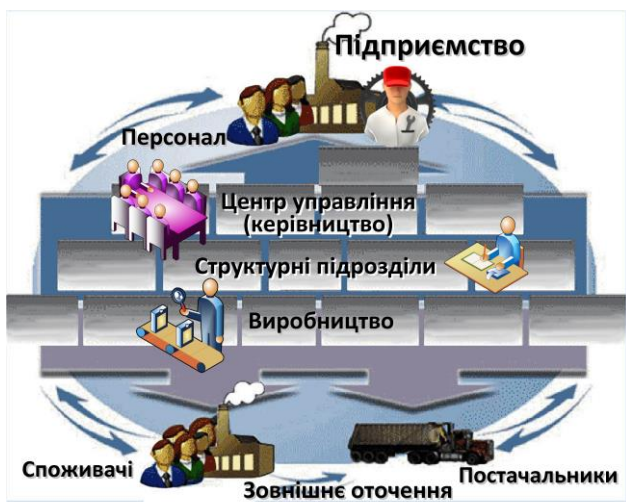 Підприємство
Персонал
Центр управління
(керівництво)
Структурні підрозділи
Виробництво
Споживачі
Зовнішнє оточення
Постачальники